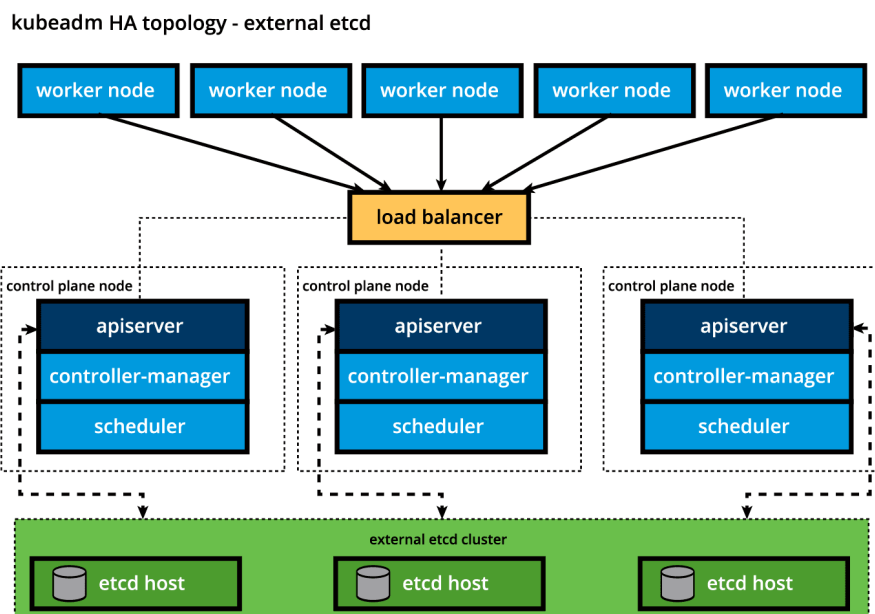 kubeadm HA topology - external etcd
worker node
worker node
worker node
worker node
worker node
load balancer
control plane node
control plane node
control plane node
apiserver
apiserver
apiserver
controller-manager
controller-manager
controller-manager
scheduler
scheduler
scheduler
external etcd cluster
etcd host
etcd host
etcd host